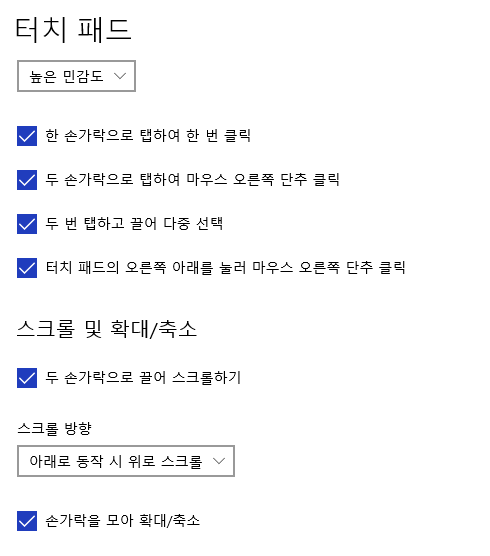 터치 패드
높은 민감도
한 손가락으로 탭하여 한 번 클릭
두 손가락으로 탭하여 마우스 오른쪽 단추 클릭
두 번 탭하고 끌어 다중 선택
터치 패드의 오른쪽 아래를 눌러 마우스 오른쪽 단추 클릭
스크롤 및 확대/축소
두 손가락으로 끌어 스크롤하기
스크롤 방향
아래로 동작 시 위로 스크롤
손가락을 모아 확대/축소